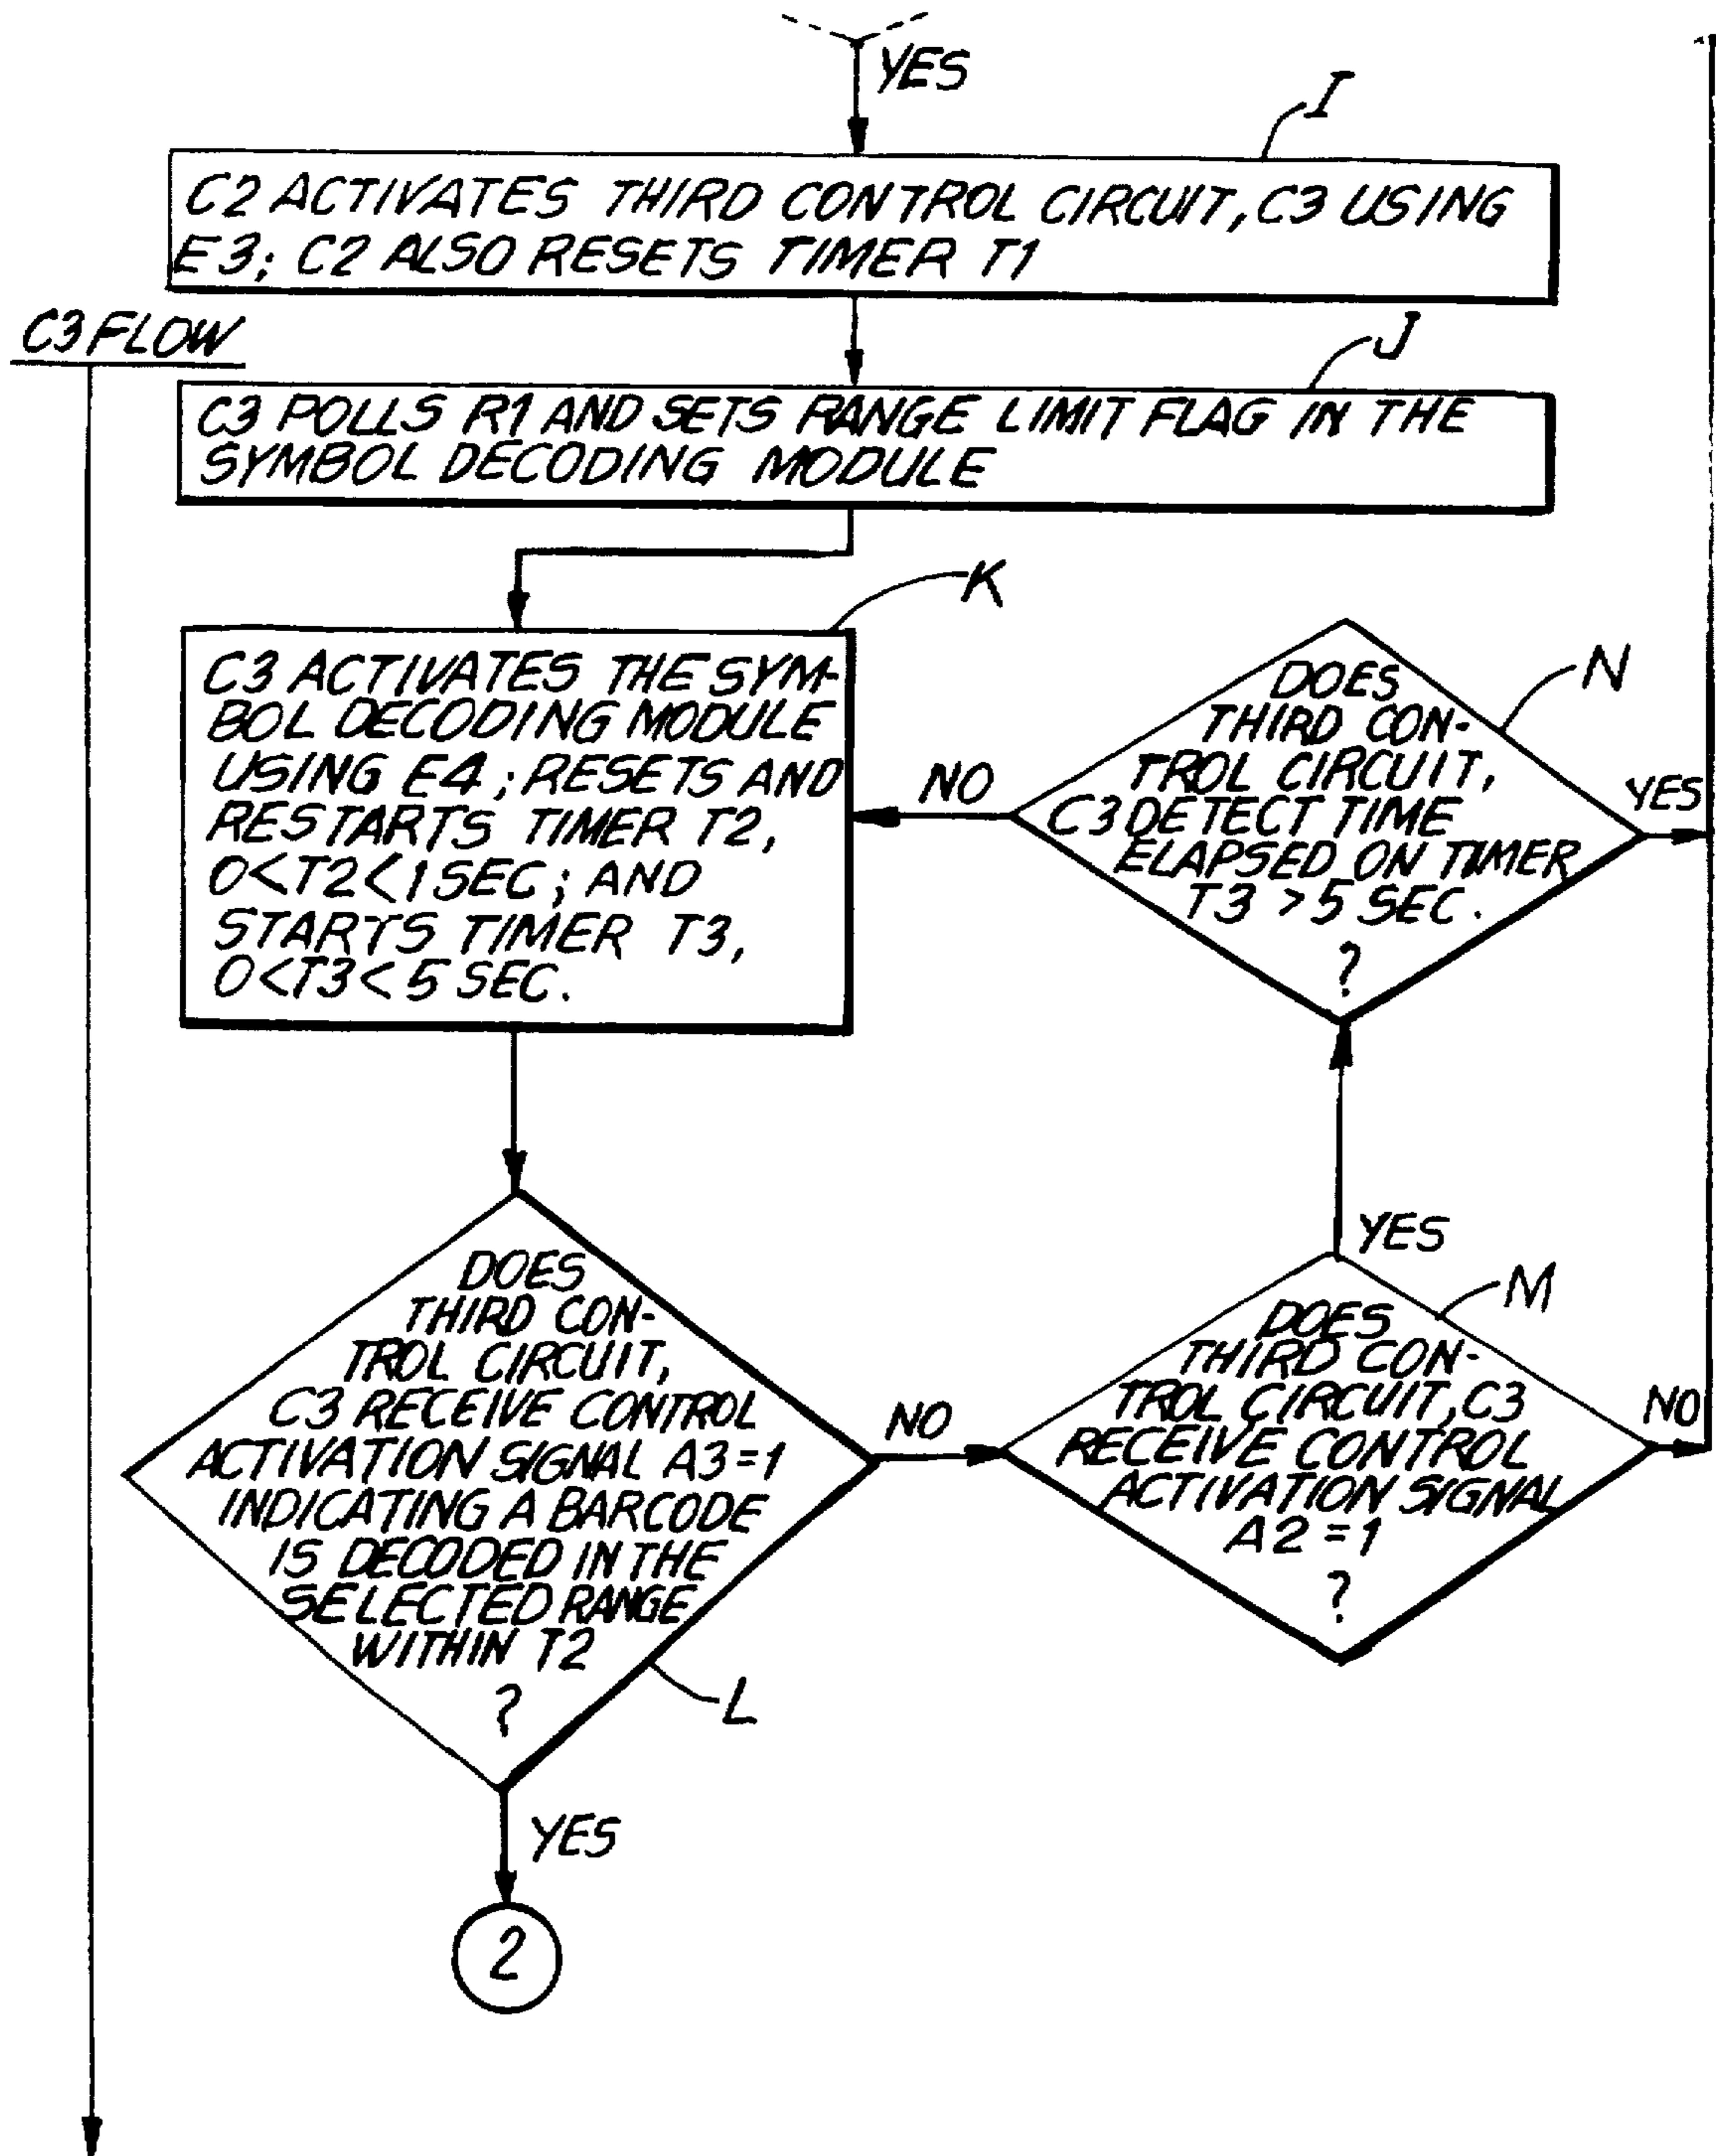 YES
I
C2 ACTIVATES THIRD CONTROL CIRCUIT, C3 USING
E3; C2 ALSO RESETS TIMER T1
C3 FLOW
J
C3 POLLS R1 AND SETS RANGE LIMIT FLAG IN THE
SYMBOL DECODING MODULE
K
C3 ACTIVATES THE SYM-
BOL DECODING MODULE
USING E4; RESETS AND
RESTARTS TIMER T2,
0<T2<1 SEC; AND
STARTS TIMER T3,
0<T3<5 SEC.
N
DOES
THIRD CON-
TROL CIRCUIT,
C3 DETECT TIME
ELAPSED ON TIMER
T3 >5 SEC.
?
NO
YES
DOES
THIRD CON-
TROL CIRCUIT,
C3 RECEIVE CONTROL
ACTIVATION SIGNAL A3=1
INDICATING A BARCODE
IS DECODED IN THE
SELECTED RANGE
WITHIN T2
?
L
NO
YES
M
DOES
THIRD CON-
TROL CIRCUIT, C3
RECEIVE CONTROL
ACTIVATION SIGNAL
A2=1
?
NO
YES
2